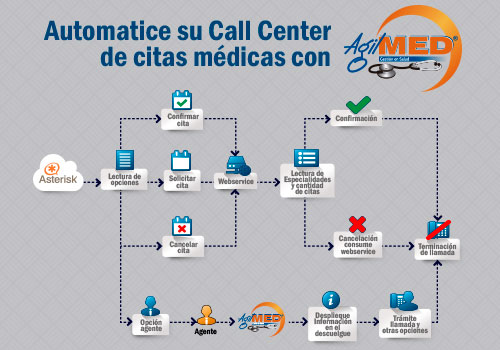 Automatice su Call Center
de citas médicas con
AgilMED®
Gestión en Salud
Confirmar
cita
Confirmación
Asterisk
Lectura de
opciones
Solicitar
cita
Webservice
Lectura de
Especialidades
y cantidad
de citas
Cancelar
cita
Cancelación
consume
webservice
Terminación
de llamada
Opción
agente
Agente
AgilMED
Despliegue
información
en el
descuelgue
Trámite
llamada y
otras opciones